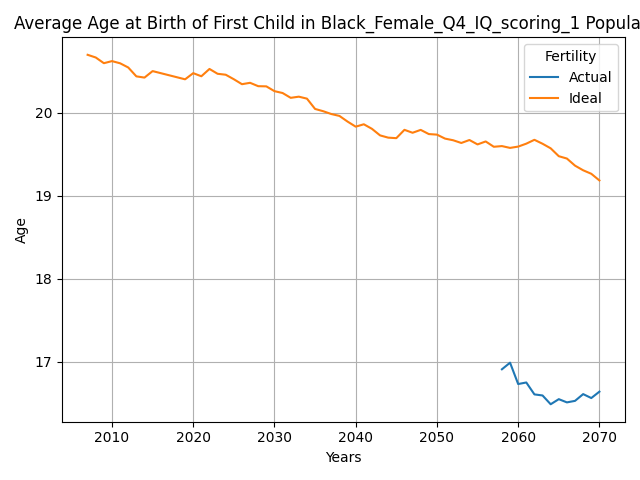 Average Age at Birth of First Child in Black_Female_Q4_IQ_scoring_1 Popula
Fertility
Actual
Ideal
20
19
18
17
Age
2010 2020 2030 2040 2050 2060 2070
Years